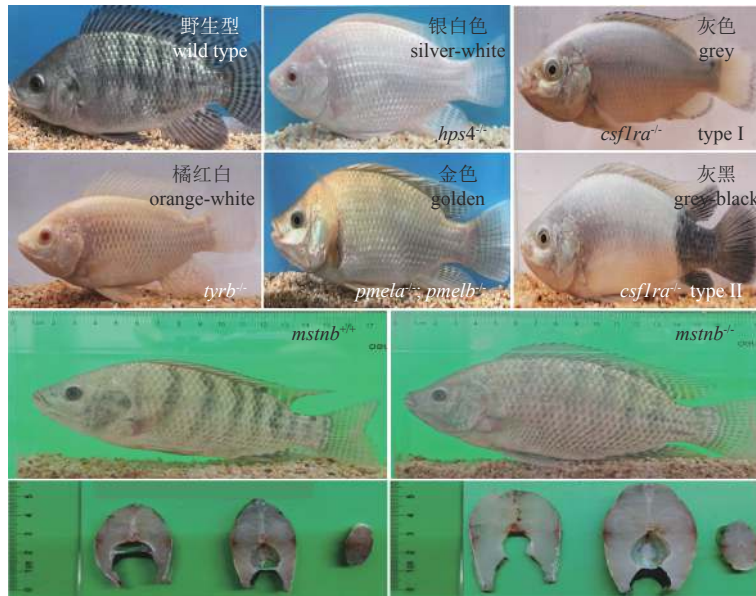 野生型
wild type
银白色
silver-white
hps4-/-
灰色
grey
csf1ra-/- type I
橘红白
orange-white
tyrb-/-
金色
golden
pmela-/-; pmelb-/-
灰黑
grey-black
csf1ra-/- type II
mstnb+/+
mstnb-/-